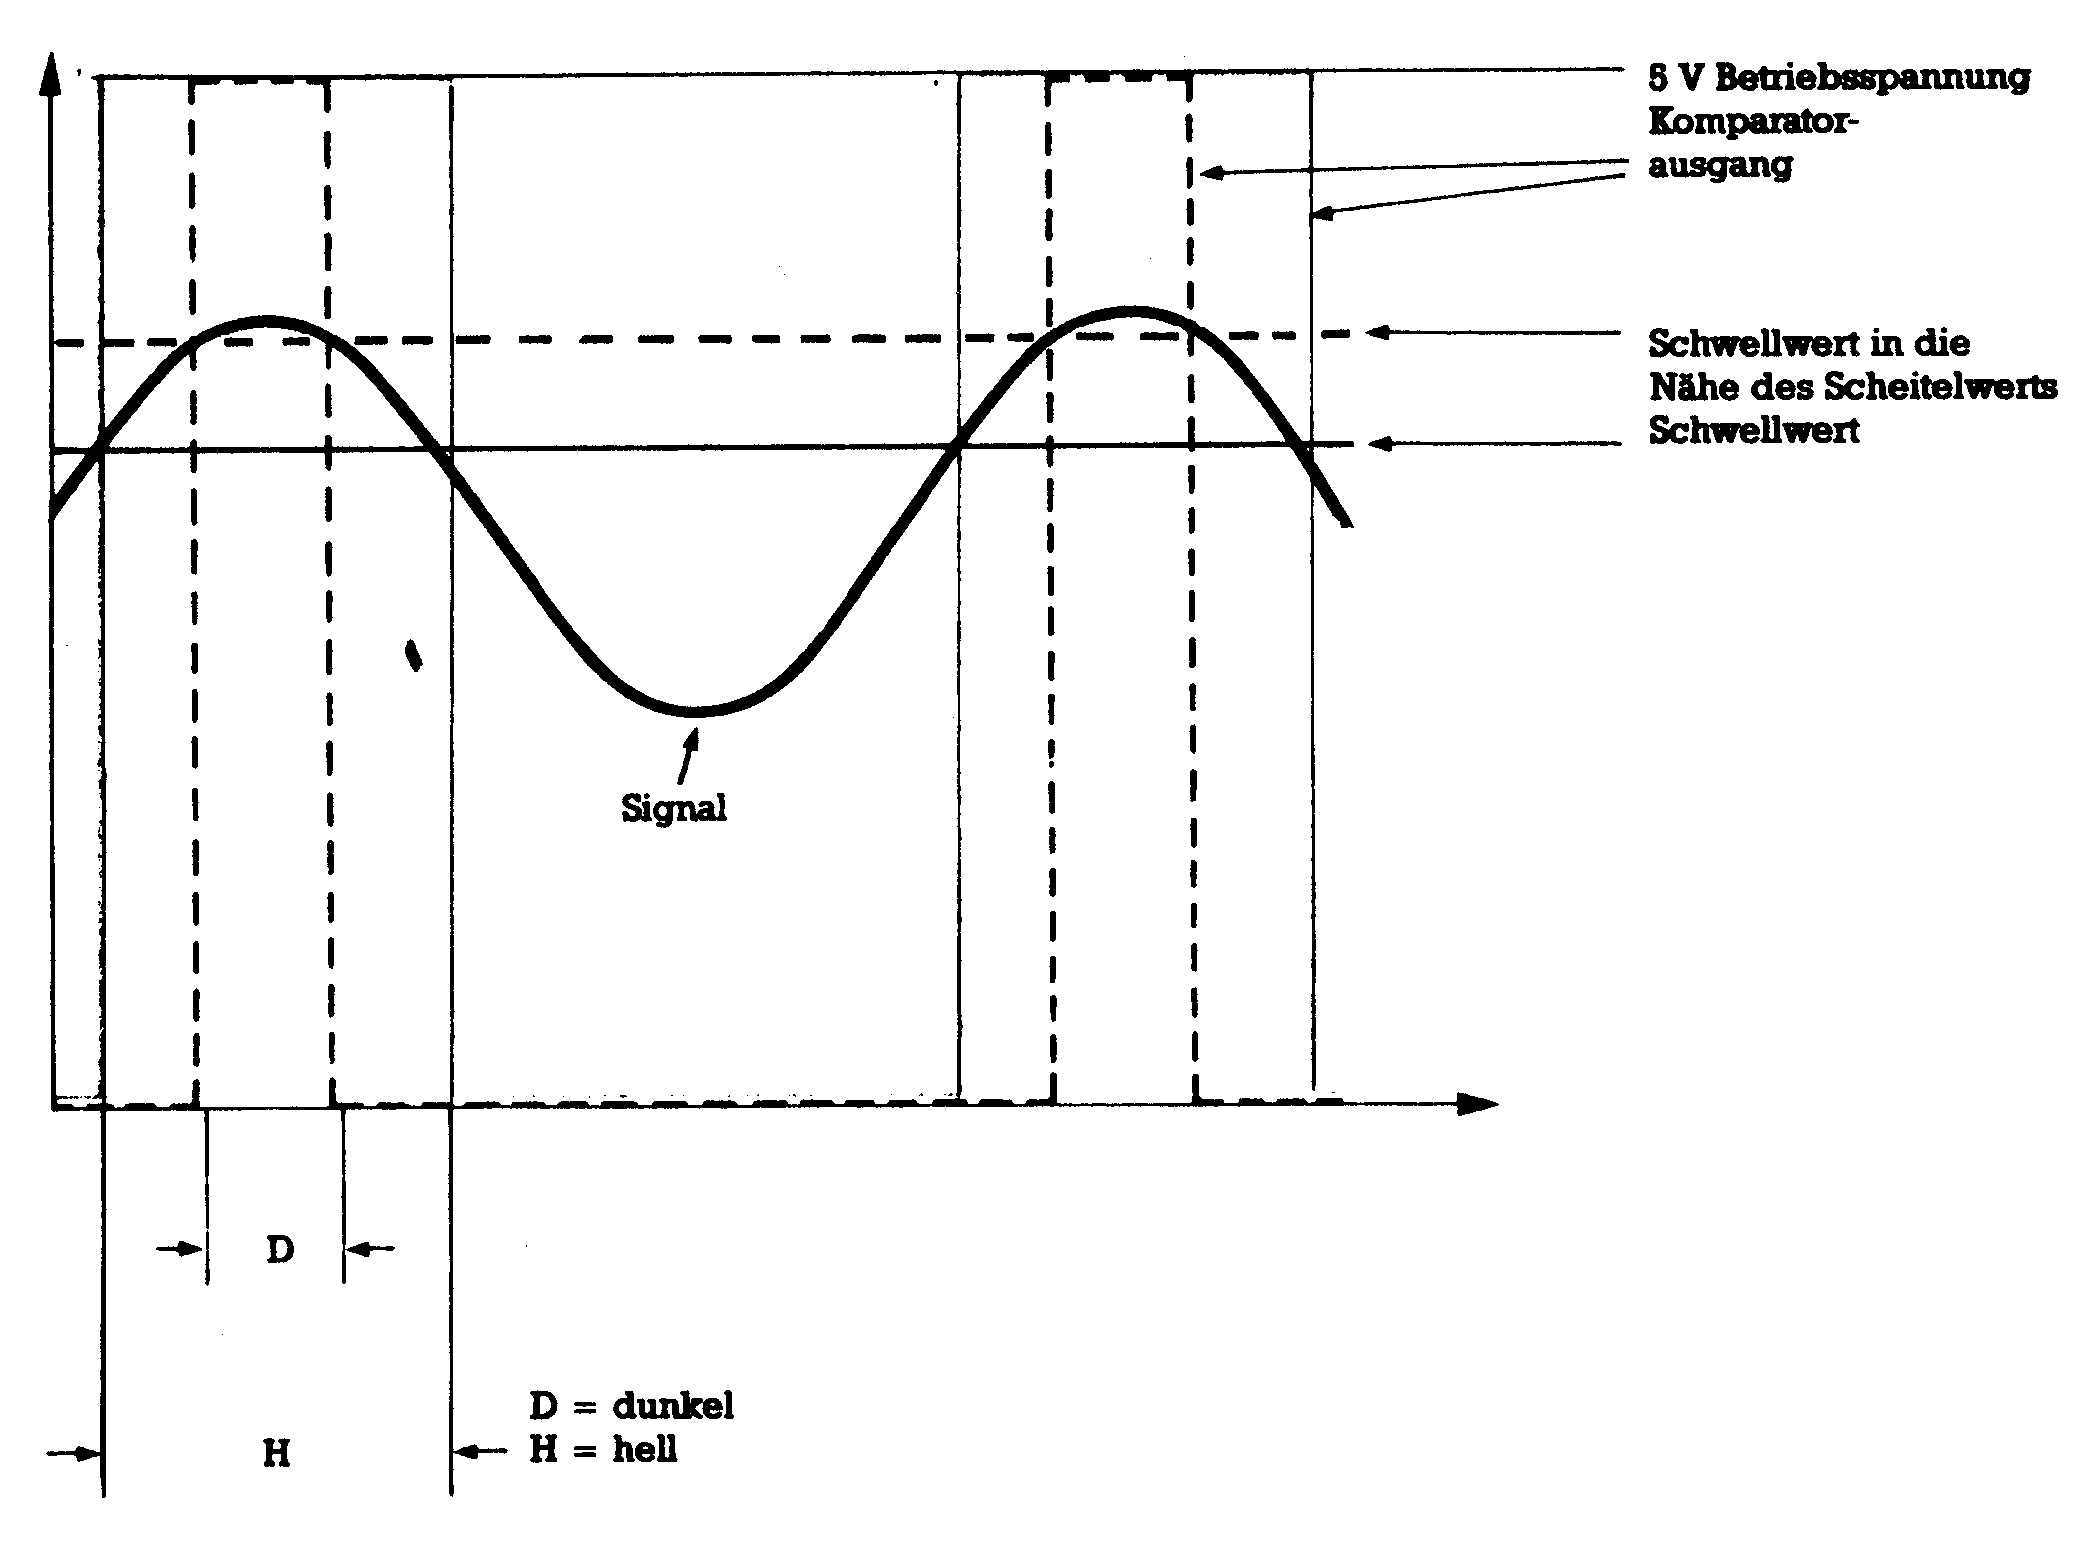 5 V Betriebsspannung
Komparator-
ausgang
Schwellwert in die
Nähe des Scheitelwerts
Schwellwert
Signal
D
D = dunkel
H = hell
H